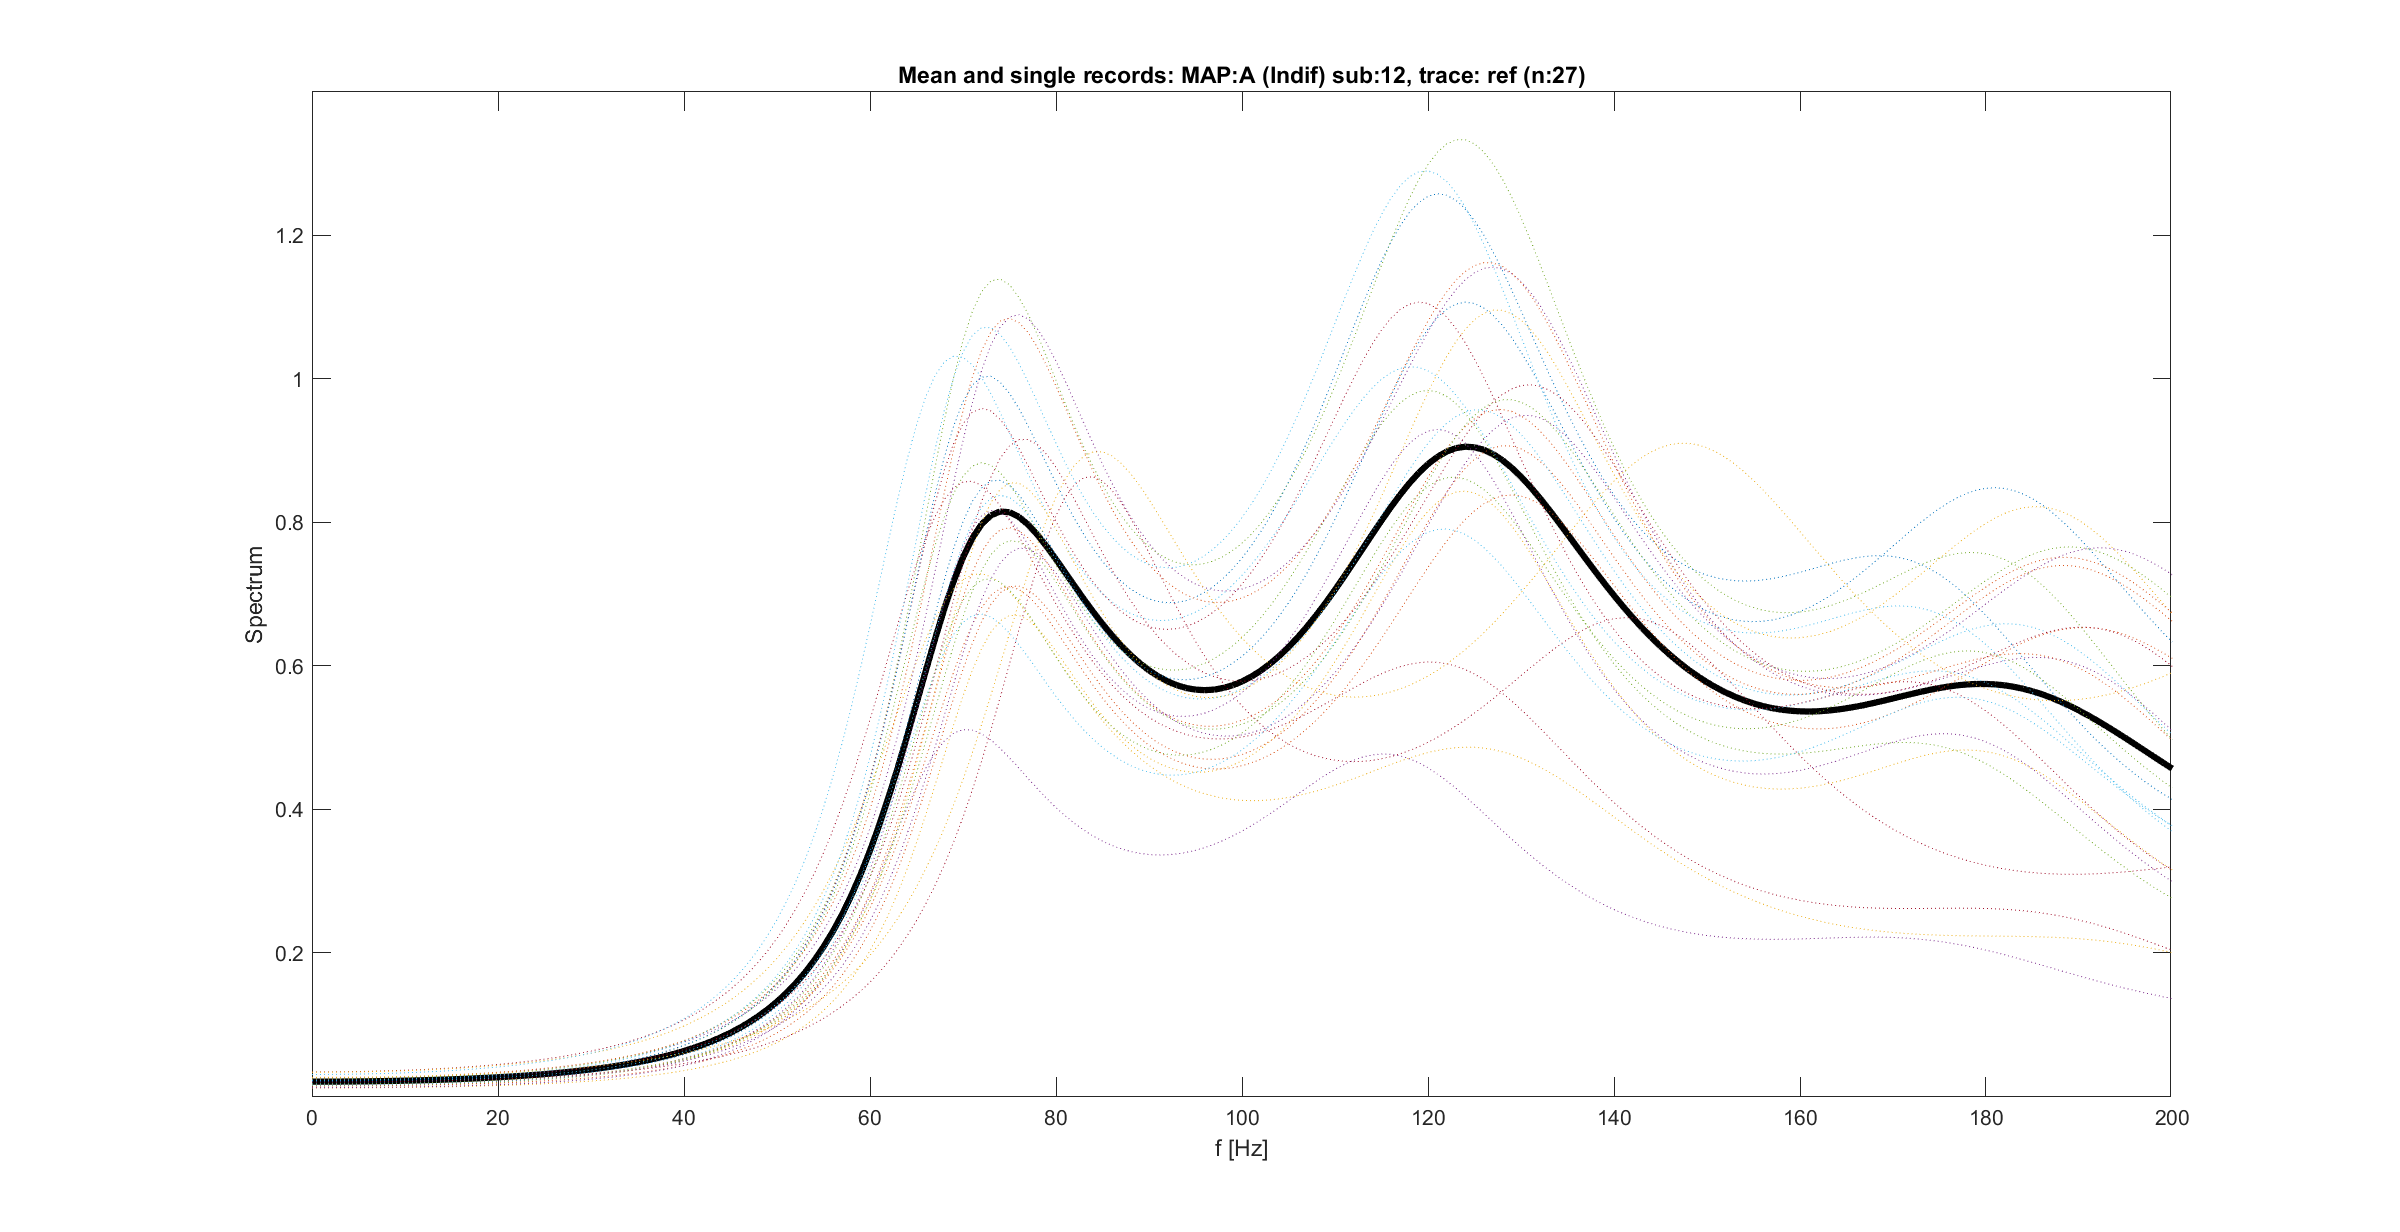 Mean and single records: MAP:A (Indif) sub:12, trace: ref (n:27)
1.2
1
0.8
0.6
0.4
0.2
Spectrum
0 20 40 60 80 100 120 140 160 180 200
f [Hz]